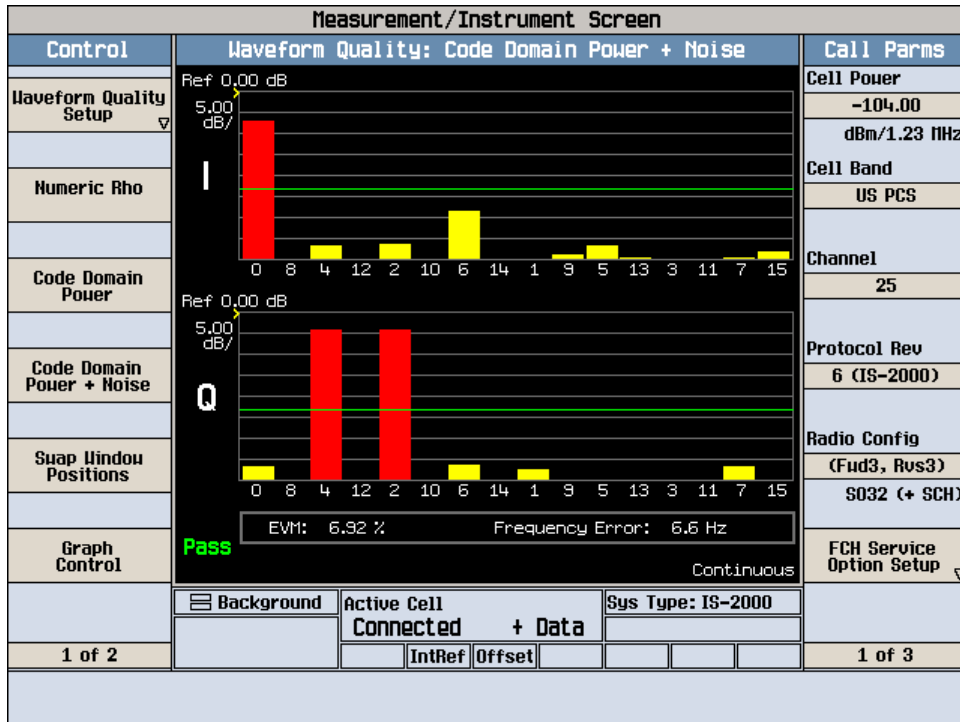 Measurement/Instrument Screen
Control
Waveform Quality: Code Domain Power + Noise
Call Parms
Waveform Quality
Setup
Numeric Rho
Code Domain
Power
Code Domain
Power + Noise
Swap Window
Positions
Graph
Control
1 of 2
Ref 0.00 dB
5.00
dB/
I
0 8 4 12 2 10 6 14 1 9 5 13 3 11 7 15
Ref 0.00 dB
5.00
dB/
Q
0 8 4 12 2 10 6 14 1 9 5 13 3 11 7 15
EVM: 6.92 % Frequency Error: 6.6 Hz
Pass
Continuous
Background
Active Cell
Connected + Data
Sys Type: IS-2000
IntRef Offset
Cell Power
-104.00
dBm/1.23 MHz
Cell Band
US PCS
Channel
25
Protocol Rev
6 (IS-2000)
Radio Config
(Fwd3, Rvs3)
SO32 (+ SCH)
FCH Service
Option Setup
1 of 3